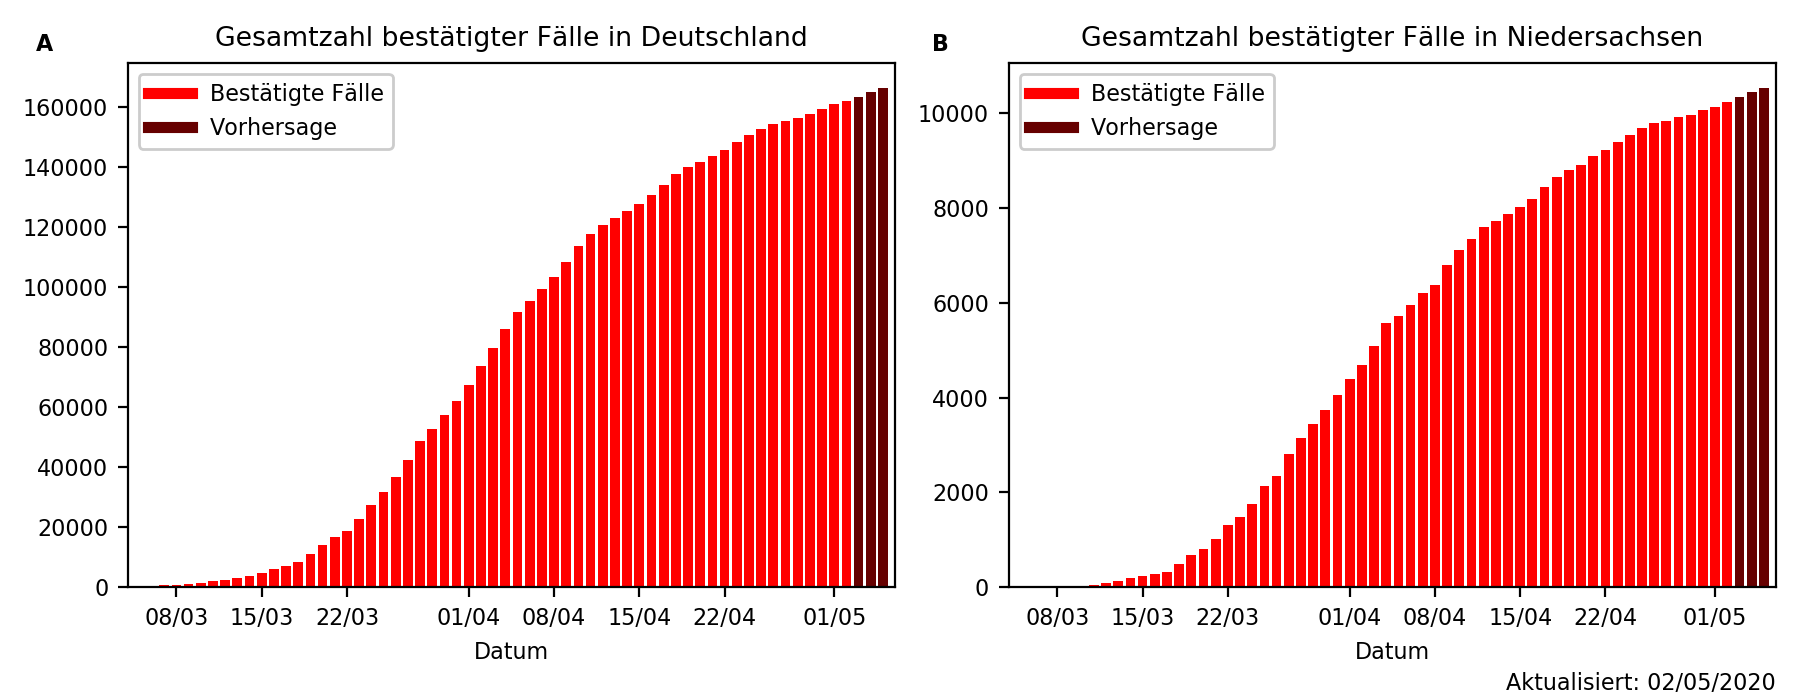 A
Gesamtzahl bestätigter Fälle in Deutschland
Bestätigte Fälle
Vorhersage
160000
140000
120000
100000
80000
60000
40000
20000
0
08/03 15/03 22/03 01/04 08/04 15/04 22/04 01/05
Datum
B
Gesamtzahl bestätigter Fälle in Niedersachsen
Bestätigte Fälle
Vorhersage
10000
8000
6000
4000
2000
0
08/03 15/03 22/03 01/04 08/04 15/04 22/04 01/05
Datum
Aktualisiert: 02/05/2020